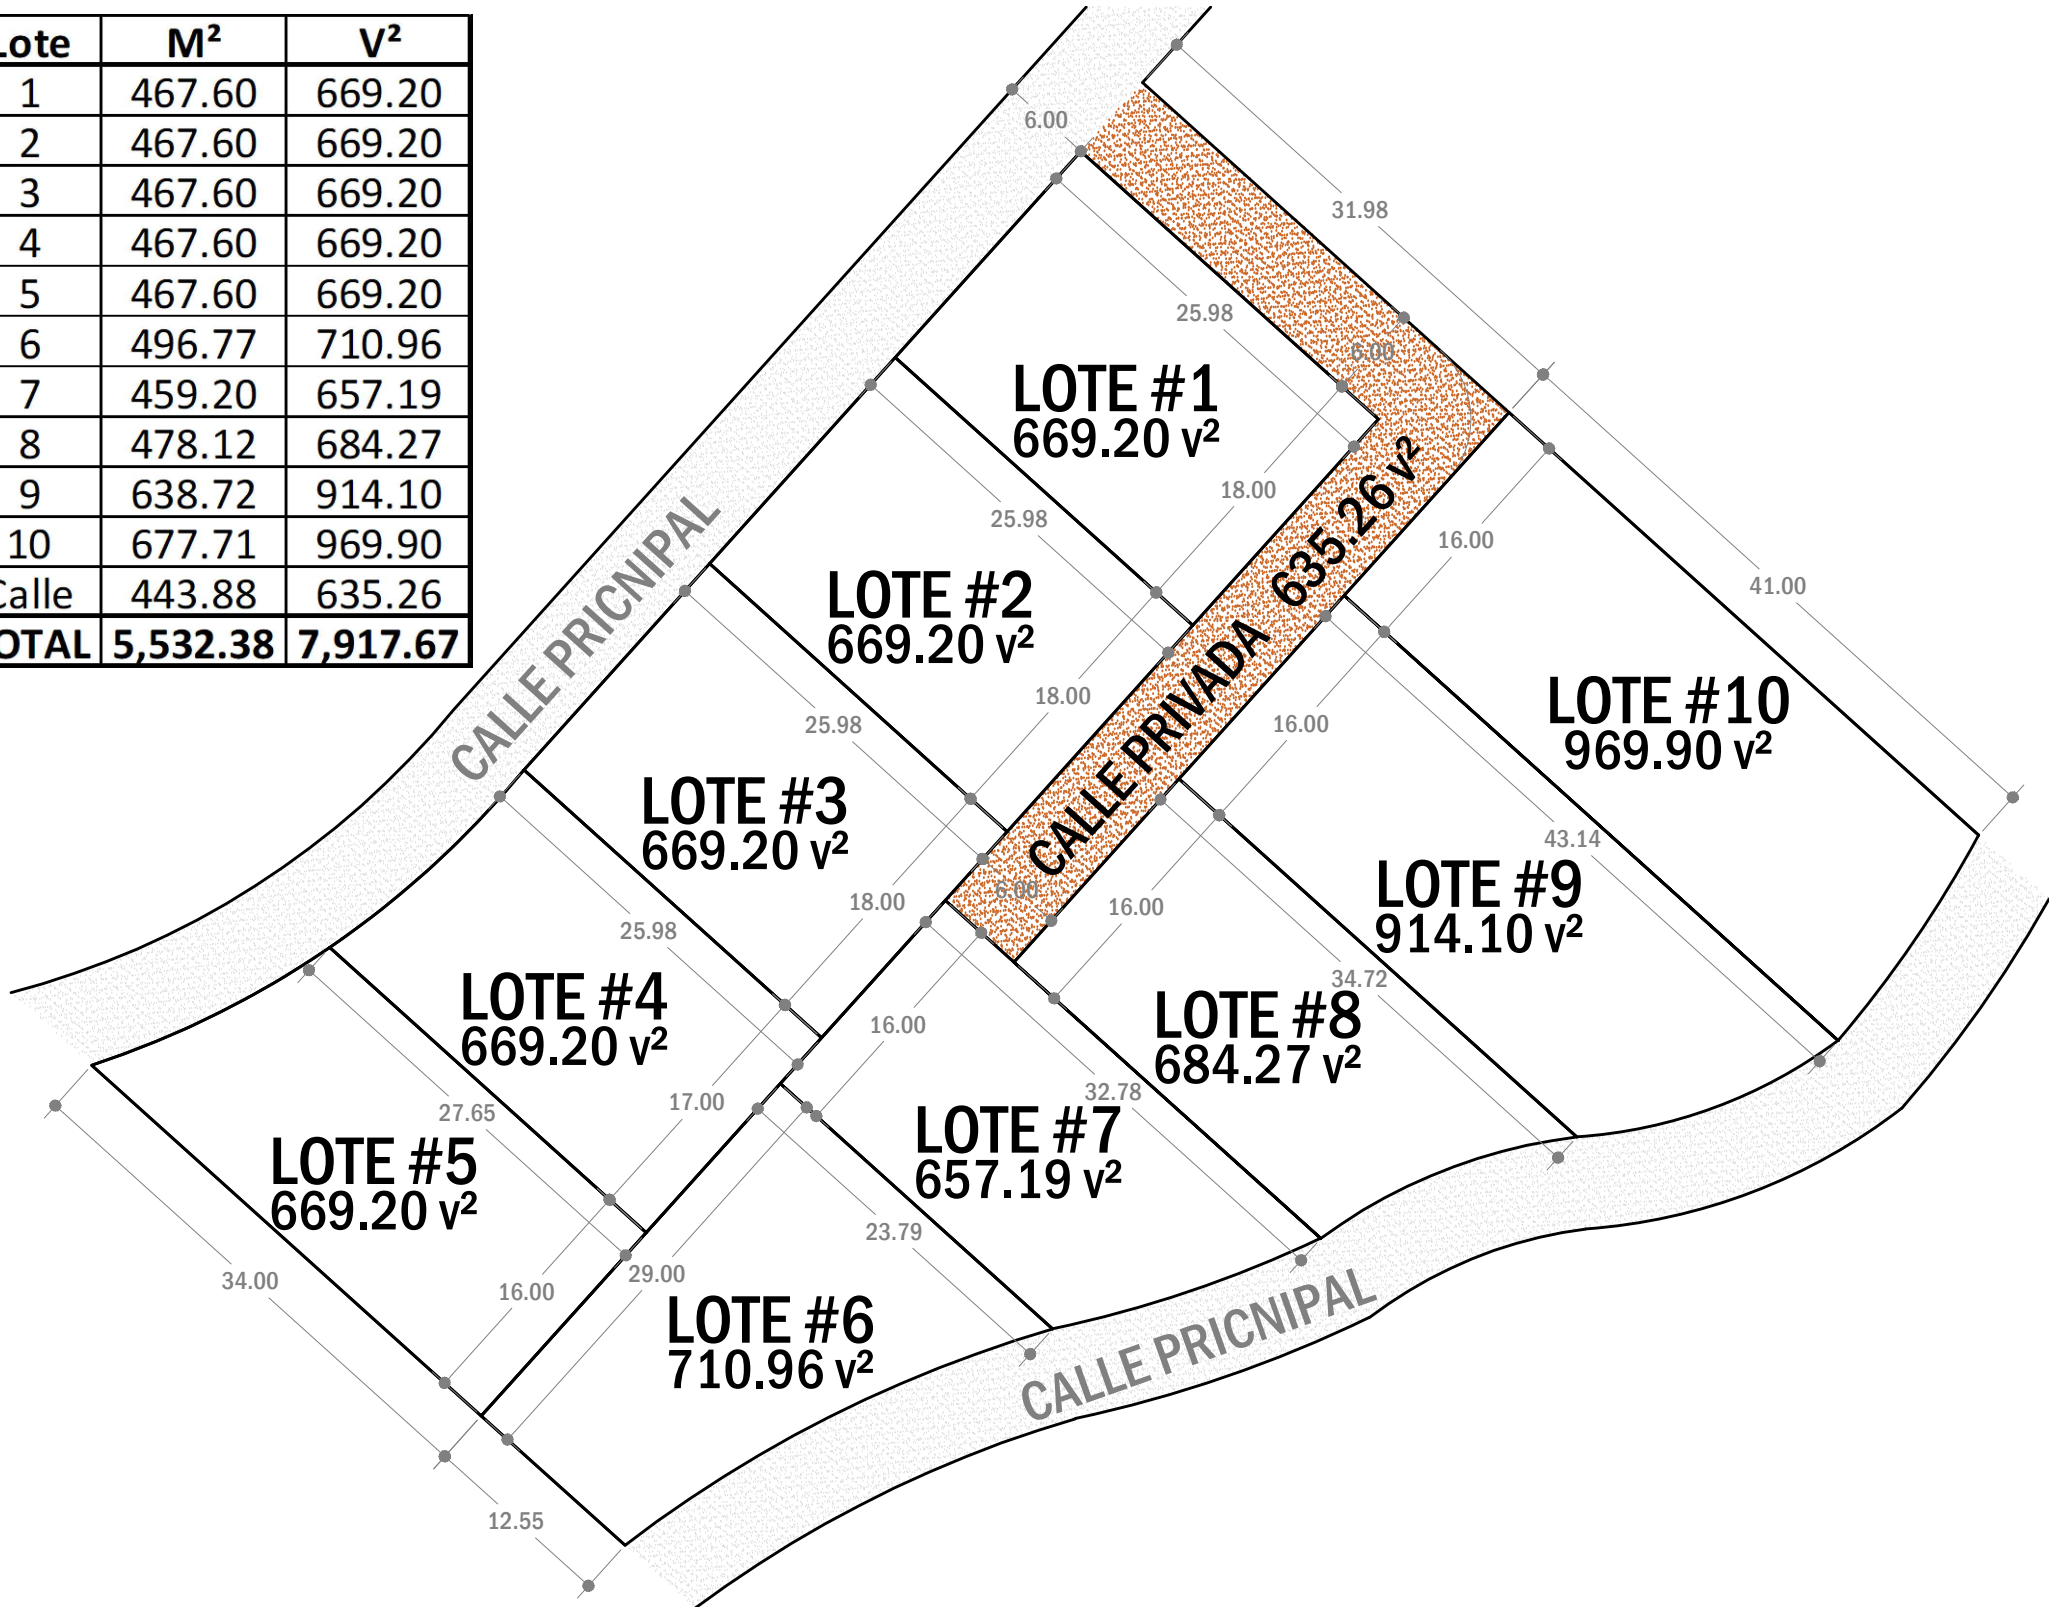 Lote M² V²
1 467.60 669.20
2 467.60 669.20
3 467.60 669.20
4 467.60 669.20
5 467.60 669.20
6 496.77 710.96
7 459.20 657.19
8 478.12 684.27
9 638.72 914.10
10 677.71 969.90
Calle 443.88 635.26
OTAL 5,532.38 7,917.67
6.00
31.98
25.98
6.00
LOTE #1
669.20 v²
18.00
25.98
16.00
41.00
LOTE #2
669.20 v²
18.00
25.98
CALLE PRICNIPAL
CALLE PRIVADA 635.26 v²
16.00
LOTE #10
969.90 v²
43.14
LOTE #3
669.20 v²
18.00
25.98
6.00
16.00
LOTE #9
914.10 v²
34.72
LOTE #4
669.20 v²
17.00
27.65
16.00
LOTE #8
684.27 v²
32.78
LOTE #7
657.19 v²
23.79
LOTE #5
669.20 v²
34.00
16.00
29.00
LOTE #6
710.96 v²
CALLE PRICNIPAL
12.55